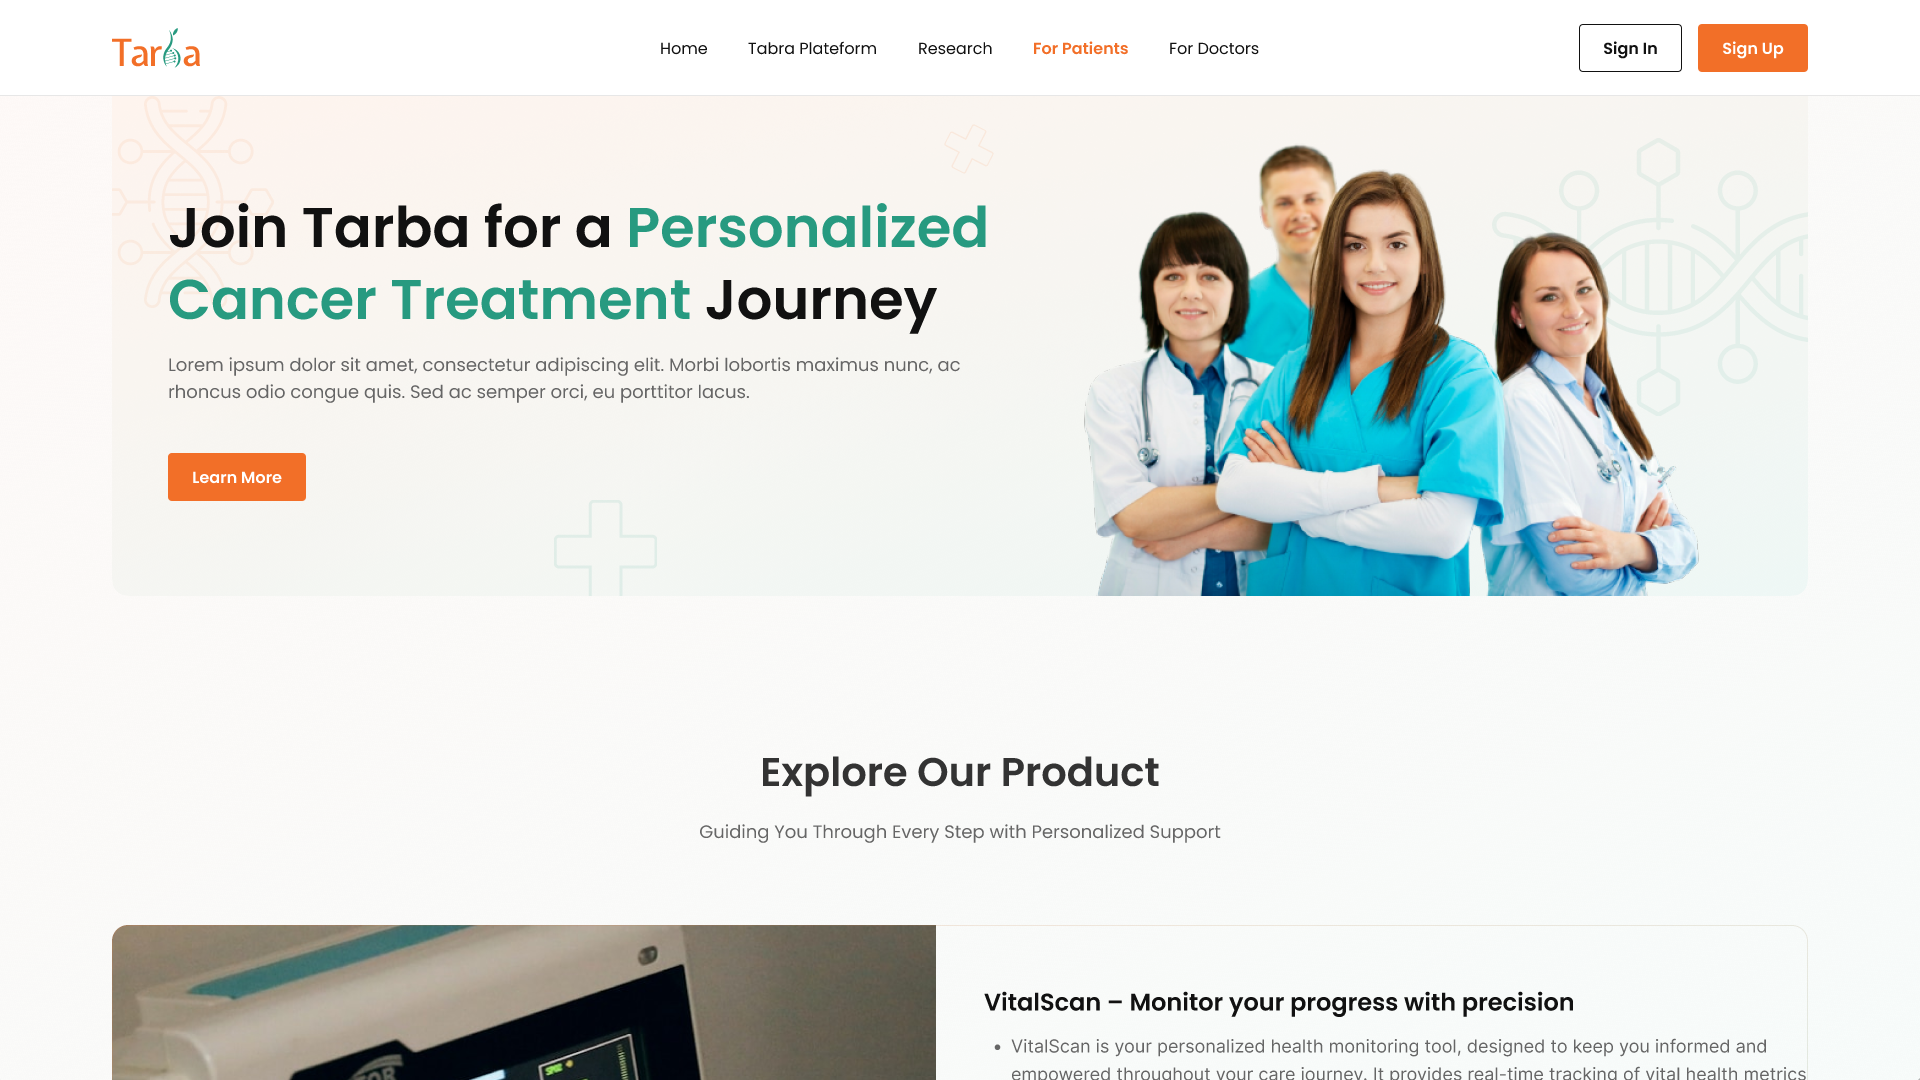 Tarba
Home
Tabra Plateform
Research
For Patients
For Doctors
Sign In
Sign Up
Join Tarba for a Personalized
Cancer Treatment Journey
Lorem ipsum dolor sit amet, consectetur adipiscing elit. Morbi lobortis maximus nunc, ac
rhoncus odio congue quis. Sed ac semper orci, eu porttitor lacus.
Learn More
Explore Our Product
Guiding You Through Every Step with Personalized Support
VitalScan – Monitor your progress with precision
• VitalScan is your personalized health monitoring tool, designed to keep you informed and
empowered throughout your care journey. It provides real-time tracking of vital health metrics